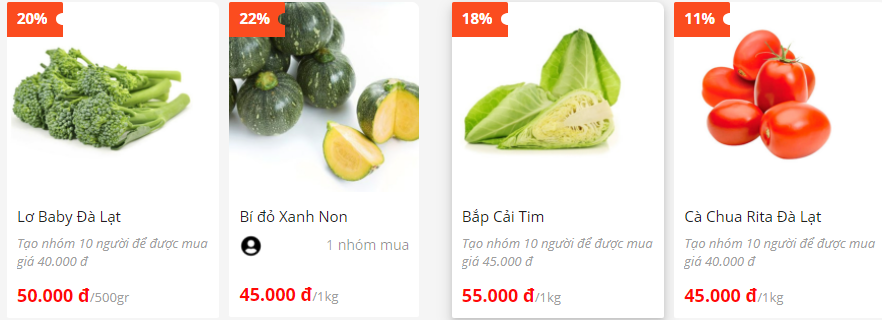 20%
Lơ Baby Đà Lạt
Tạo nhóm 10 người để được mua
giá 40.000 đ
50.000 đ/500gr
22%
Bí đỏ Xanh Non
1 nhóm mua
45.000 đ/1kg
18%
Bắp Cải Tim
Tạo nhóm 10 người để được mua
giá 45.000 đ
55.000 đ/1kg
11%
Cà Chua Rita Đà Lạt
Tạo nhóm 10 người để được mua
giá 40.000 đ
45.000 đ/1kg